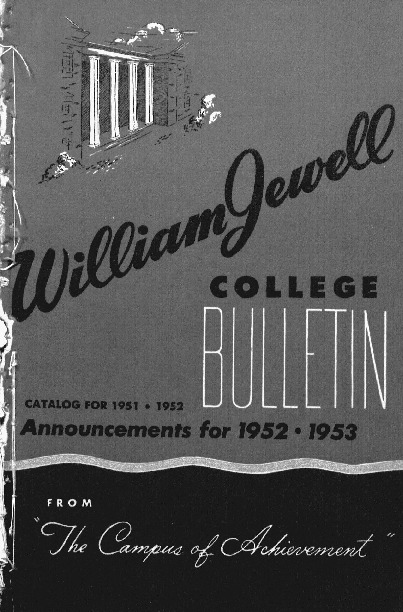 William Jewell
COLLEGE
BULLETIN
CATALOG FOR 1951 • 1952
Announcements for 1952 • 1953
FROM
"The Campus of Achievement"